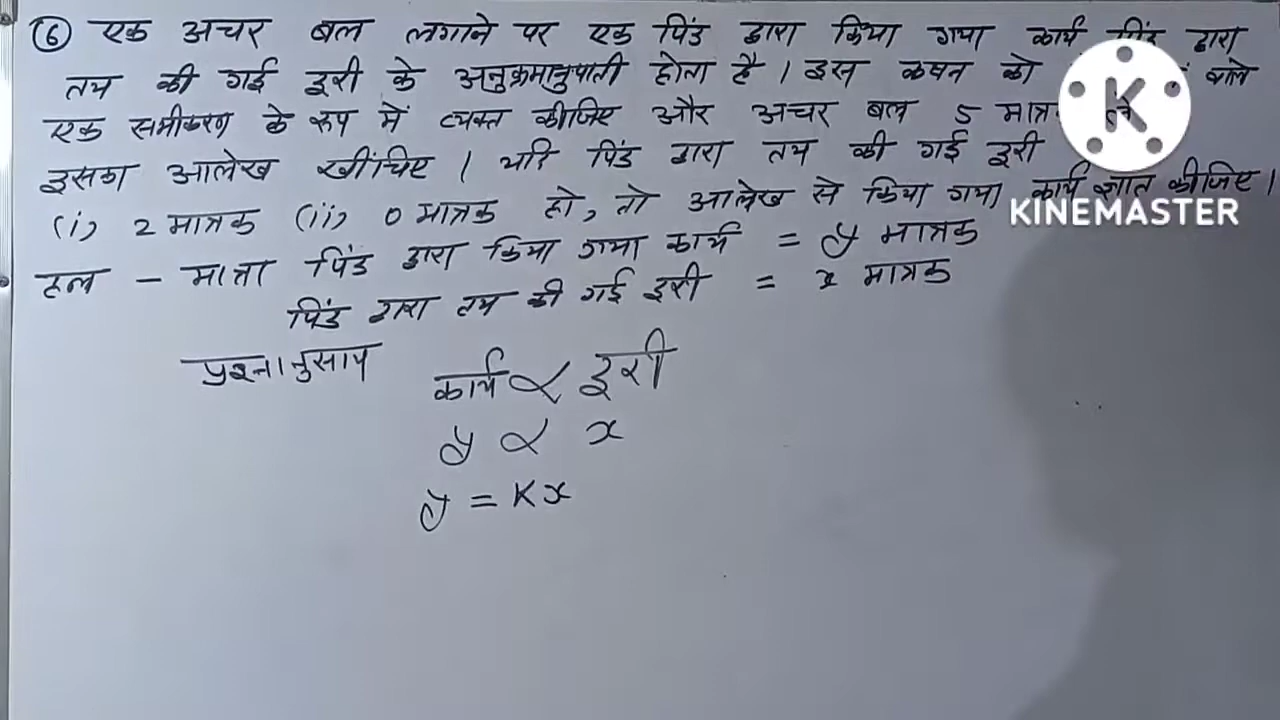 ⑥ एक अचर बल लगाने पर एक पिंड द्वारा किया गया कार्य पिंड द्वारा
तय की गई दूरी के अनुक्रमानुपाती होता है। इस कथन को वाले
एक समीकरण के रूप में व्यक्त कीजिए और अचर बल 5 मात्रक
इसका आलेख खींचिए। यदि पिंड द्वारा तय की गई दूरी
(i) 2 मात्रक (ii) 0 मात्रक हो, तो आलेख से किया गया कार्य ज्ञात कीजिए।
हल - माना पिंड द्वारा किया गया कार्य = y मात्रक
पिंड द्वारा तय की गई दूरी = x मात्रक
प्रश्नानुसार
कार्य ∝ दूरी
y ∝ x
y = Kx
K
KINEMASTER